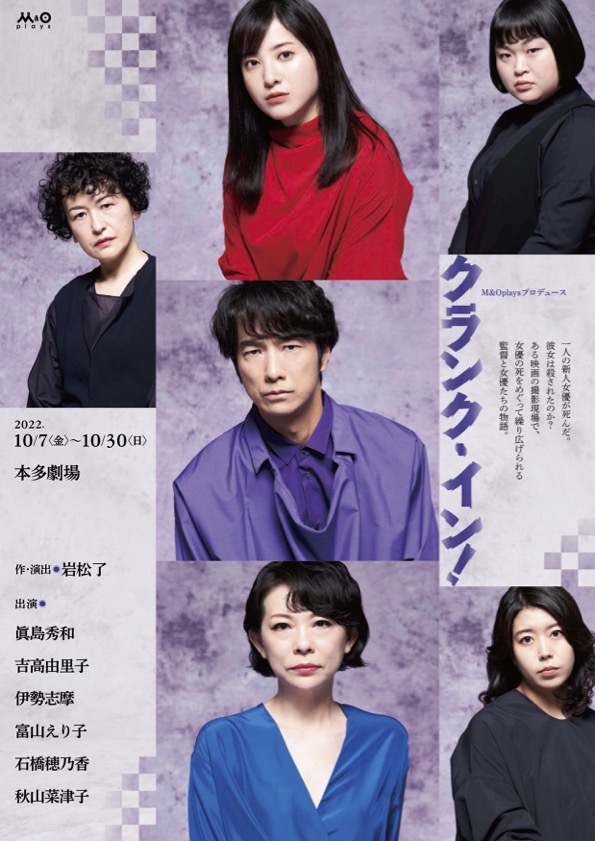 M&O
plays
M&Oplaysプロデュース
クランク・イン!
一人の新人女優が死んだ。
彼女は殺されたのか?
ある映画の撮影現場で、
女優の死をめぐって繰り広げられる
監督と女優たちの物語。
2022.
10/7〈金〉~10/30〈日〉
本多劇場
作・演出●岩松了
出演●
眞島秀和
吉高由里子
伊勢志摩
富山えり子
石橋穂乃香
秋山菜津子